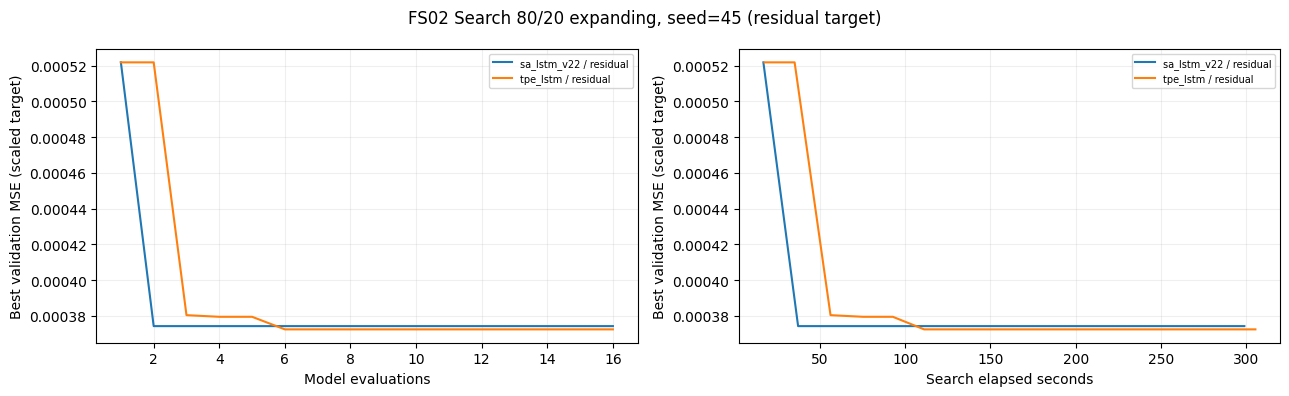 FS02 Search 80/20 expanding, seed=45 (residual target)
Best validation MSE (scaled target)
0.00052
0.00050
0.00048
0.00046
0.00044
0.00042
0.00040
0.00038
sa_lstm_v22 / residual
tpe_lstm / residual
2 4 6 8 10 12 14 16
Model evaluations
Best validation MSE (scaled target)
0.00052
0.00050
0.00048
0.00046
0.00044
0.00042
0.00040
0.00038
sa_lstm_v22 / residual
tpe_lstm / residual
50 100 150 200 250 300
Search elapsed seconds